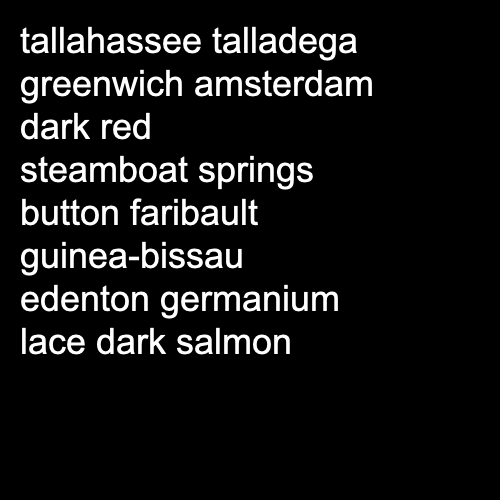 tallahassee talladega
greenwich amsterdam
dark red
steamboat springs
button faribault
guinea-bissau
edenton germanium
lace dark salmon